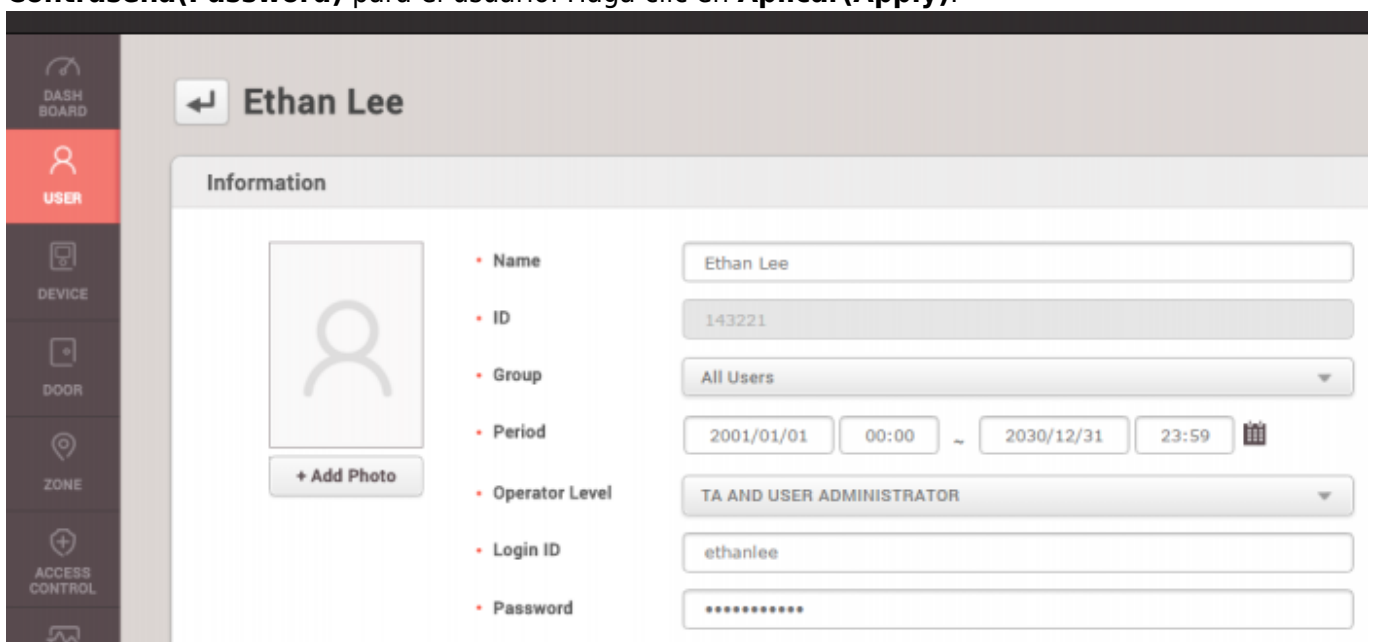 Contraseña(Password) para el usuario. Haga clic en Aplicar(Apply).
DASH
BOARD
USER
DEVICE
DOOR
ZONE
ACCESS
CONTROL
Ethan Lee
Information
+ Add Photo
Name Ethan Lee
ID 143221
Group All Users
Period 2001/01/01 00:00 ~ 2030/12/31 23:59
Operator Level TA AND USER ADMINISTRATOR
Login ID ethanlee
Password •••••••••••